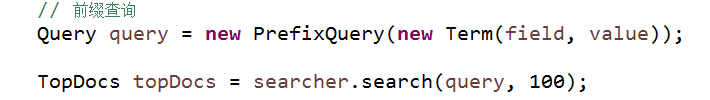 // 前缀查询
Query query = new PrefixQuery(new Term(field, value));
TopDocs topDocs = searcher.search(query, 100);